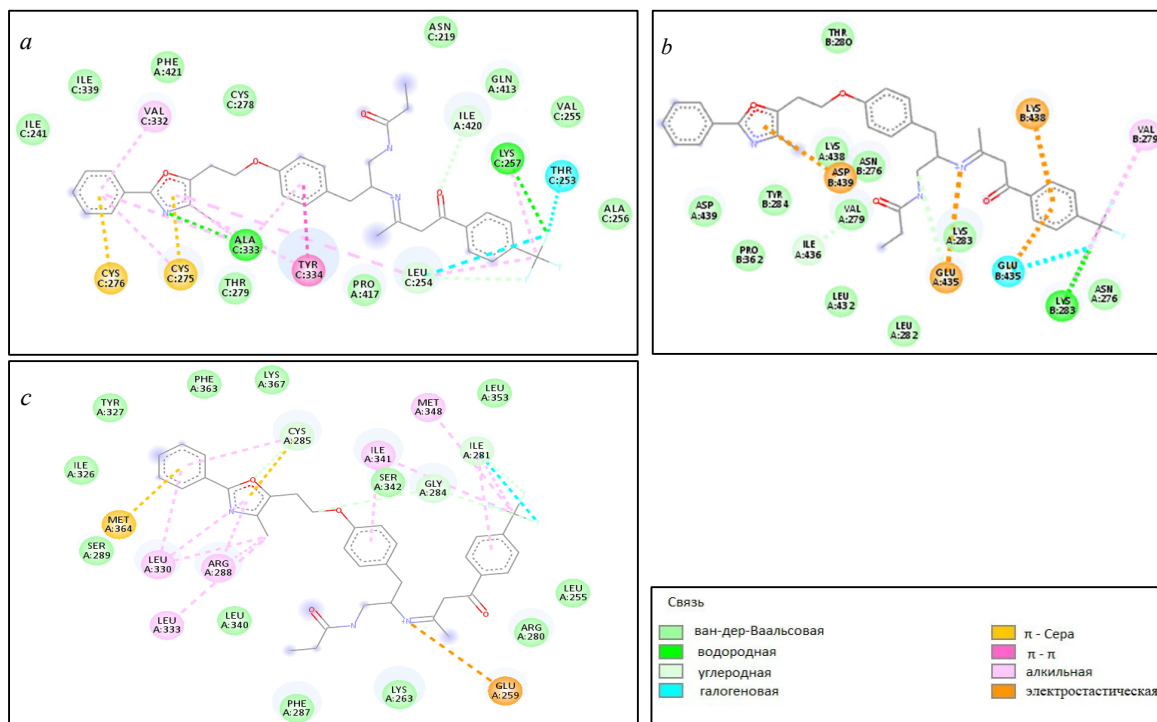 a
ASN
C:219
PHE
A:421
ILE
C:339
CYS
C:278
VAL
C:332
ILE
C:241
GLN
A:413
ILE
A:420
VAL
C:255
LYS
C:257
THR
C:253
ALA
C:256
O
O
N
O
NH
N
O
F
F
F
ALA
C:333
CYS
C:276
CYS
C:275
THR
C:279
TYR
C:334
PRO
A:417
LEU
C:254
b
THR
B:280
LYS
B:438
VAL
B:279
LYS
A:438
ASN
B:276
ASP
B:439
TYR
B:284
VAL
A:279
ASP
A:439
PRO
B:362
ILE
A:436
LYS
A:283
GLU
A:435
GLU
B:435
LYS
B:283
ASN
A:276
LEU
A:432
LEU
A:282
c
PHE
A:363
LYS
A:367
TYR
A:327
CYS
A:285
ILE
A:326
MET
A:348
LEU
A:353
ILE
A:341
ILE
A:281
SER
A:342
GLY
A:284
MET
A:364
SER
A:289
LEU
A:330
ARG
A:288
LEU
A:333
LEU
A:340
LEU
A:255
ARG
A:280
GLU
A:259
LYS
A:263
PHE
A:287
Связь
ван-дер-Ваальсовая
водородная
углеродная
галогеновая
π - Сера
π - π
алкильная
электростастическая